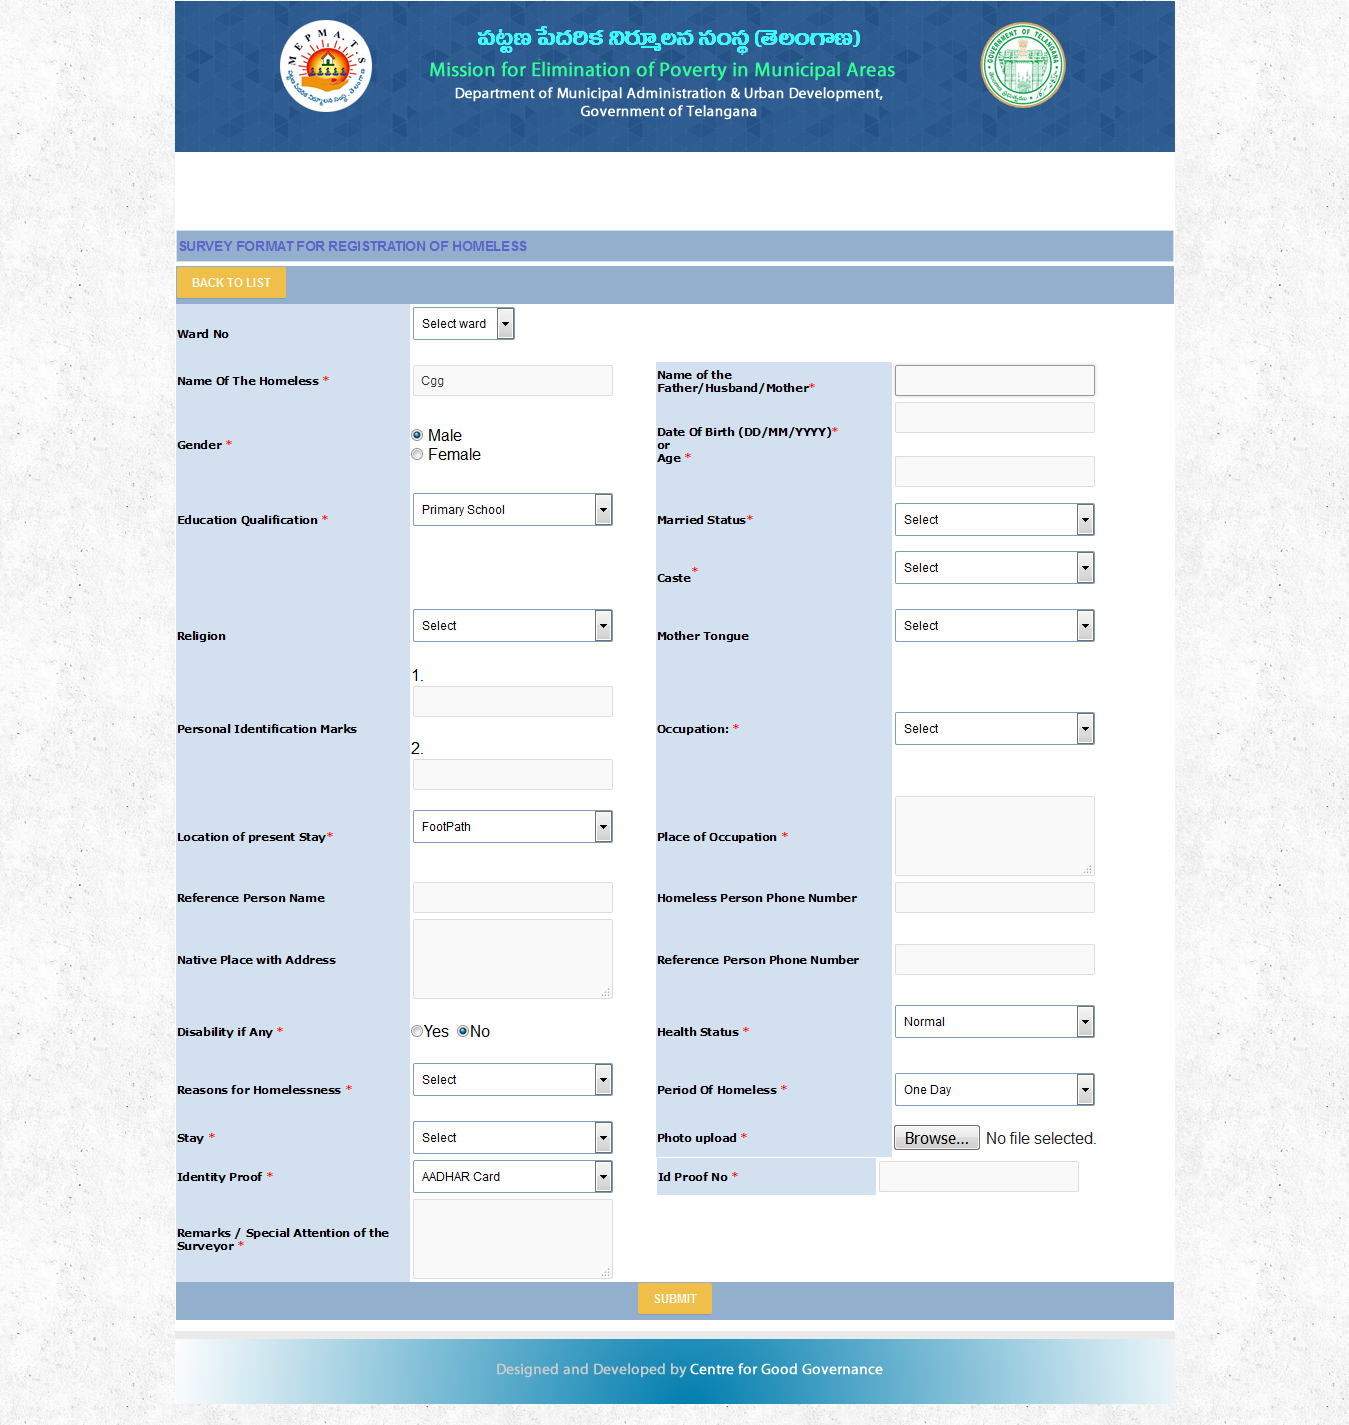 పట్టణ పేదరిక నిర్మూలన సంస్థ (తెలంగాణ)
Mission for Elimination of Poverty in Municipal Areas
Department of Municipal Administration & Urban Development,
Government of Telangana
M E P M A . T S
GOVERNMENT OF TELANGANA
SURVEY FORMAT FOR REGISTRATION OF HOMELESS
BACK TO LIST
Ward No Select ward
Name Of The Homeless * Cgg
Name of the
Father/Husband/Mother*
Gender * Male
Female
Date Of Birth (DD/MM/YYYY)*
or
Age *
Education Qualification * Primary School
Married Status* Select
Caste* Select
Religion Select
Mother Tongue Select
Personal Identification Marks
1.
2.
Occupation: * Select
Location of present Stay* FootPath
Place of Occupation *
Reference Person Name
Homeless Person Phone Number
Native Place with Address
Reference Person Phone Number
Disability if Any * Yes No
Health Status * Normal
Reasons for Homelessness * Select
Period Of Homeless * One Day
Stay * Select
Photo upload * Browse... No file selected.
Identity Proof * AADHAR Card
Id Proof No *
Remarks / Special Attention of the
Surveyor *
SUBMIT
Designed and Developed by Centre for Good Governance